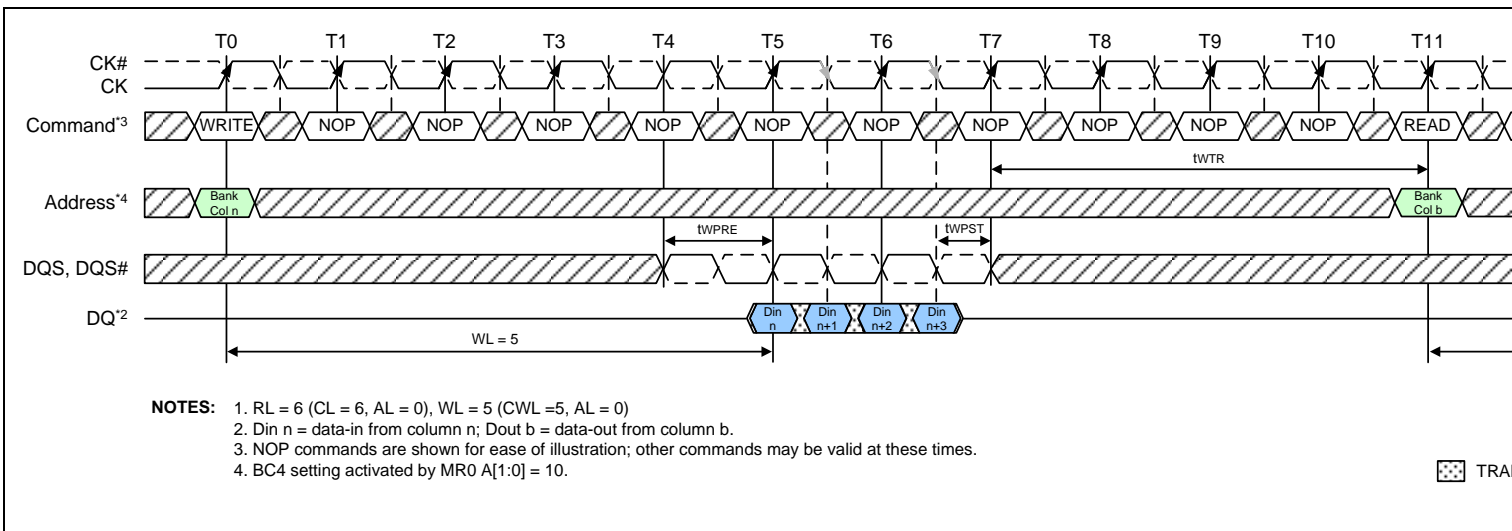 T0 T1 T2 T3 T4 T5 T6 T7 T8 T9 T10 T11
CK#
CK
Command*3 WRITE NOP NOP NOP NOP NOP NOP NOP NOP NOP NOP READ
tWTR
Address*4 Bank Col n Bank Col b
tWPRE tWPST
DQS, DQS#
DQ*2 Din n Din n+1 Din n+2 Din n+3
WL = 5
NOTES: 1. RL = 6 (CL = 6, AL = 0), WL = 5 (CWL =5, AL = 0)
2. Din n = data-in from column n; Dout b = data-out from column b.
3. NOP commands are shown for ease of illustration; other commands may be valid at these times.
4. BC4 setting activated by MR0 A[1:0] = 10.